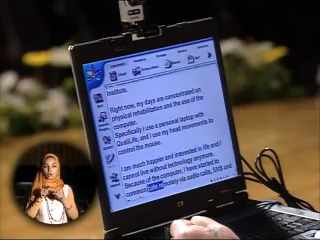 institute.
Right now, my days are concentrated on
physical rehabilitation and the use of the
computer.
Specifically I use a personal laptop with
QualiLife, and I use my head movements to
control the mouse.
I am much happier and interested in life and I
cannot live without technology anymore.
Because of the computer, I have started to
remotely via audio calls, SMS and
hp